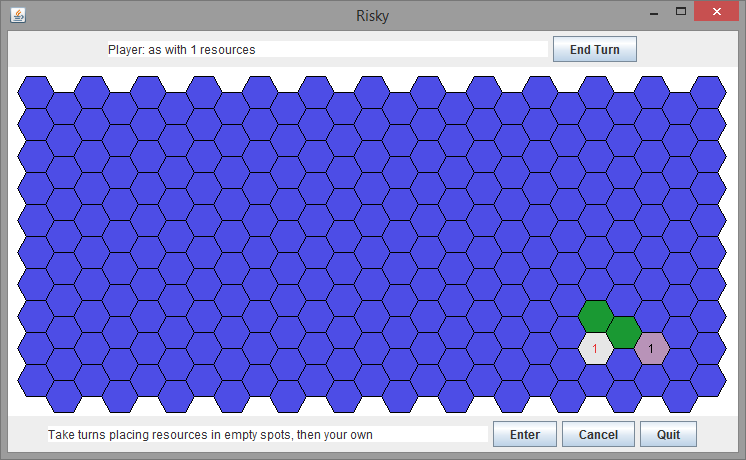 Risky
Player: as with 1 resources
End Turn
1
1
Take turns placing resources in empty spots, then your own
Enter
Cancel
Quit